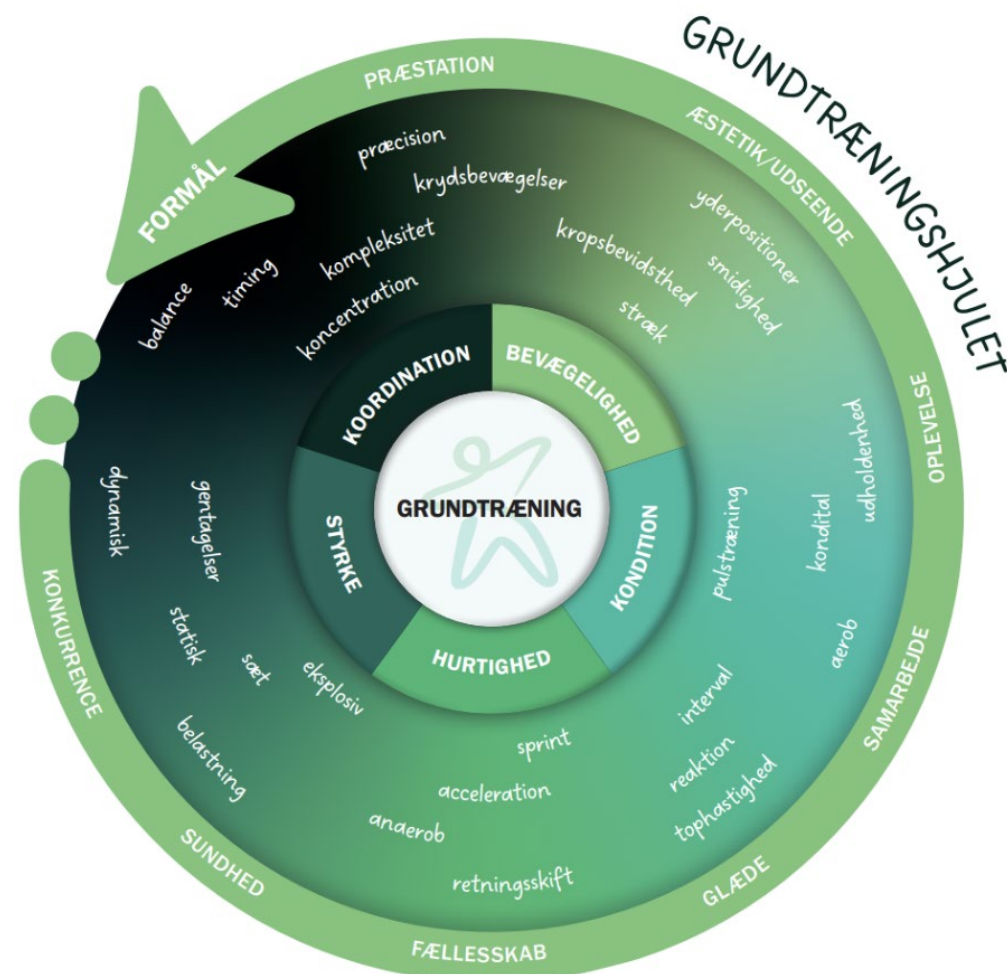 GRUNDTRÆNINGSHJULET
FORMÅL
PRÆSTATION
ÆSTETIK/UDSEENDE
OPLEVELSE
SAMARBEJDE
GLÆDE
FÆLLESSKAB
SUNDHED
KONKURRENCE
præcision
krydsbevægelser
kompleksitet
koncentration
timing
balance
yderpositioner
smidighed
kropsbevidsthed
stræk
udholdenhed
kondital
pulstræning
aerob
interval
reaktion
tophastighed
sprint
acceleration
anaerob
retningsskift
eksplosiv
sæt
statisk
belastning
gentagelser
dynamisk
KOORDINATION
BEVÆGELIGHED
KONDITION
HURTIGHED
STYRKE
GRUNDTRÆNING